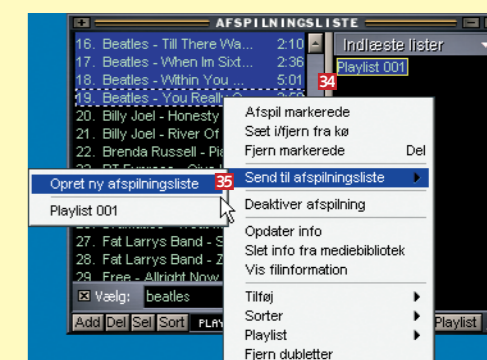 AFSPILNINGSLISTE
16. Beatles - Till There Wa... 2:10
17. Beatles - When Im Sixt... 2:36
18. Beatles - Within You ... 5:01
19. Beatles - You Really
20. Billy Joel - Honesty
21. Billy Joel - River Of
22. Brenda Russell - Pia
27. Fat Larrys Band - S
28. Fat Larrys Band - Z
29. Free - Allright Now
Vælg: beatles
Add Del Sel Sort
Indlæste lister
Playlist 001
34
Afspil markerede
Sæt i/fjern fra kø
Fjern markerede Del
Send til afspilningsliste
35
Opret ny afspilningsliste
Playlist 001
Deaktiver afspilning
Opdater info
Slet info fra mediebibliotek
Vis filinformation
Tilføj
Sorter
Playlist
Fjern dubletter
Playlist